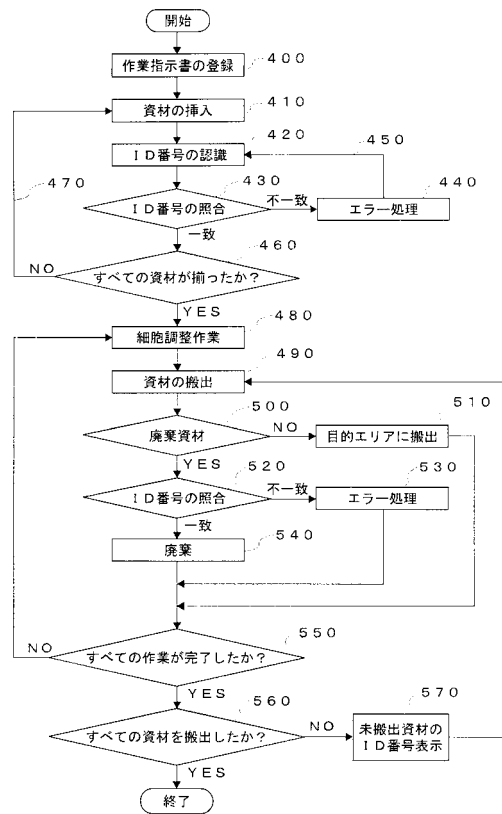 開始
作業指示書の登録
400
資材の挿入
410
420
ID番号の認識
450
470
430
440
ID番号の照合
不一致
エラー処理
一致
460
NO
すべての資材が揃ったか?
YES
480
細胞調整作業
490
資材の搬出
500
510
廃棄資材
NO
目的エリアに搬出
YES
520
530
ID番号の照合
不一致
エラー処理
一致
540
廃棄
550
NO
すべての作業が完了したか?
YES
560
570
すべての資材を搬出したか?
NO
未搬出資材の
ID番号表示
YES
終了